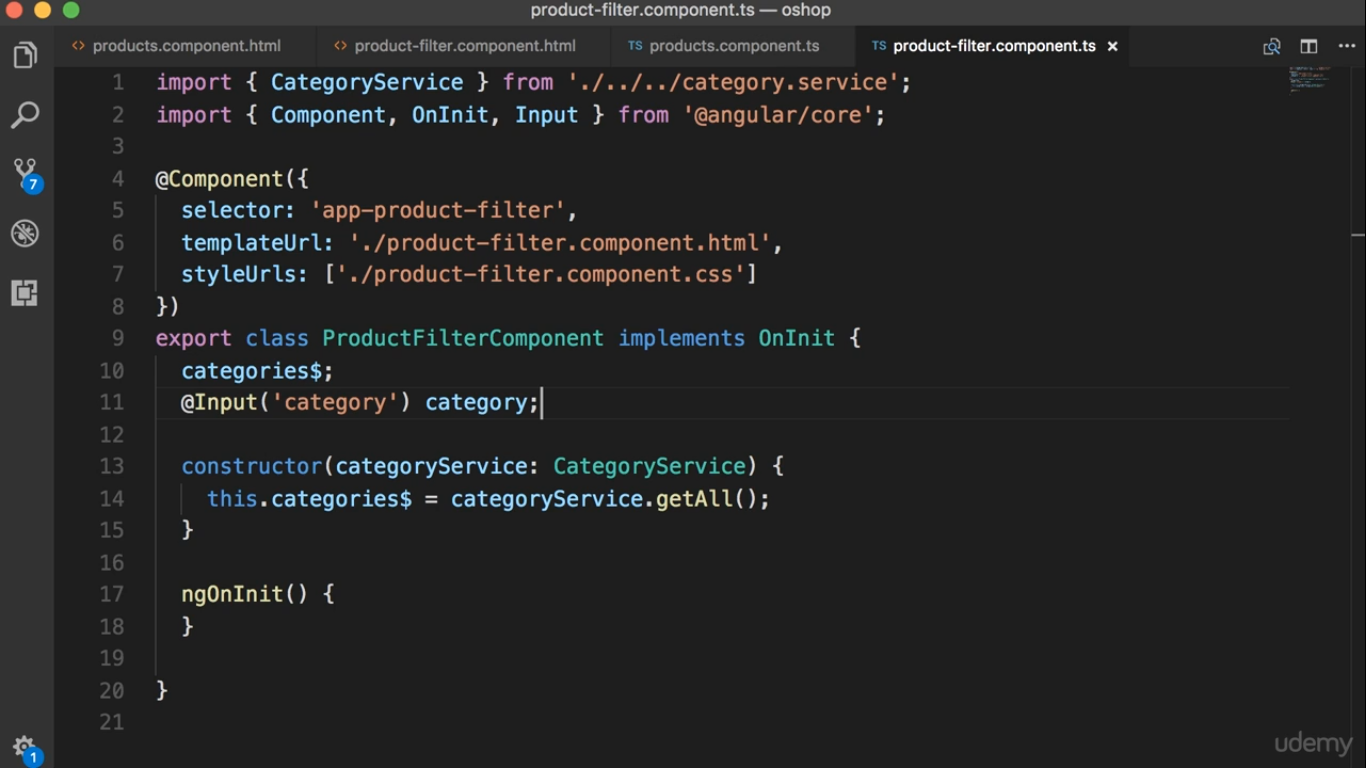 product-filter.component.ts — oshop
<> products.component.html
<> product-filter.component.html
TS products.component.ts
TS product-filter.component.ts ×
1 import { CategoryService } from './../../category.service';
2 import { Component, OnInit, Input } from '@angular/core';
3
4 @Component({
5 selector: 'app-product-filter',
6 templateUrl: './product-filter.component.html',
7 styleUrls: ['./product-filter.component.css']
8 })
9 export class ProductFilterComponent implements OnInit {
10 categories$;
11 @Input('category') category;
12
13 constructor(categoryService: CategoryService) {
14 this.categories$ = categoryService.getAll();
15 }
16
17 ngOnInit() {
18 }
19
20 }
21
7
1
udemy